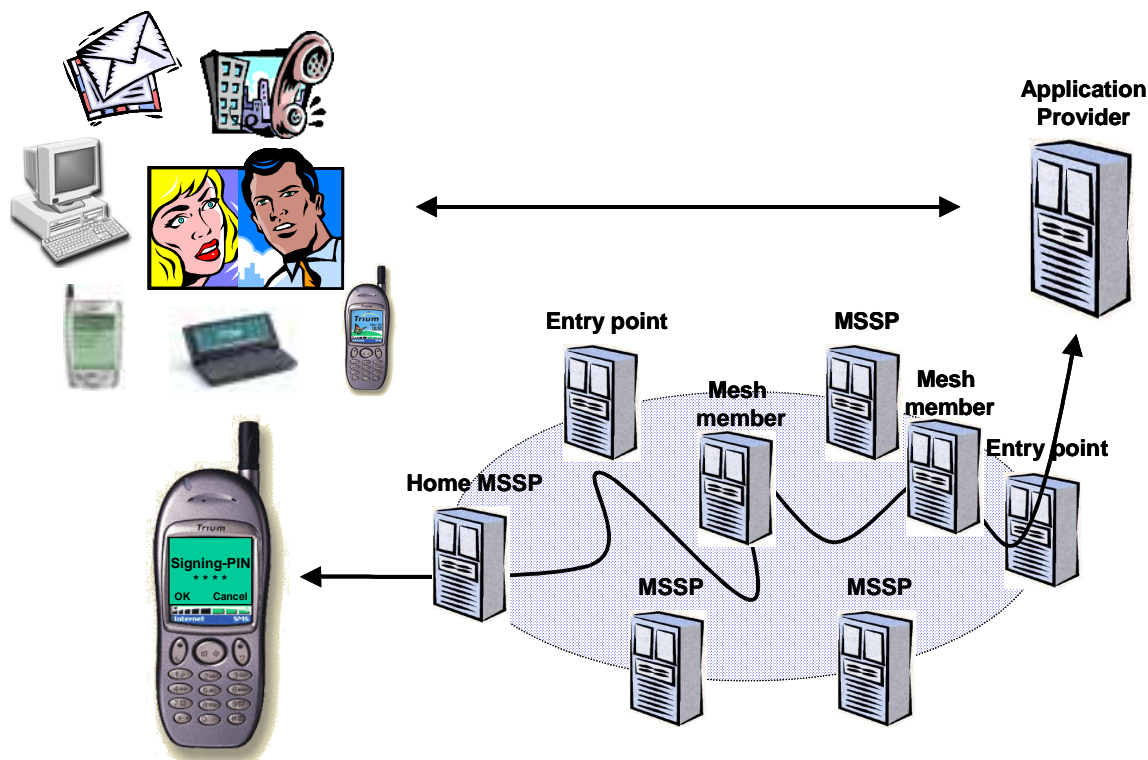 Application
Provider
Trium
Entry point
MSSP
Mesh
member
Mesh
member
Entry point
Home MSSP
Trium
Signing-PIN
* * * *
OK Cancel
Internet SMS
MSSP
MSSP